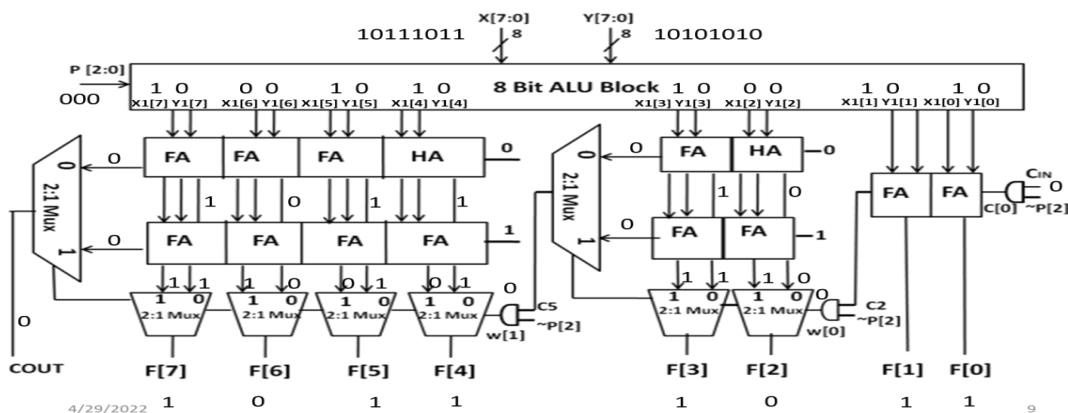 X[7:0] Y[7:0]
10111011 8 8 10101010
P [2:0]
000
1 0 0 0 1 0 1 0 8 Bit ALU Block 1 0 0 0 1 0 1 0
X1[7] Y1[7] X1[6] Y1[6] X1[5] Y1[5] X1[4] Y1[4] X1[3] Y1[3] X1[2] Y1[2] X1[1] Y1[1] X1[0] Y1[0]
0 0 FA FA FA HA 0 0 0 FA HA 0
2:1 Mux 1 0 1 1 2:1 Mux 1 0 FA FA CIN 0
C[0] ~P[2]
1 0 FA FA FA FA 1 1 0 FA FA 1
1 1 1 0 0 1 0 1 0 1 1 1 0 0
1 0 1 0 1 0 1 0 C5 1 0 1 0 C2
2:1 Mux 2:1 Mux 2:1 Mux 2:1 Mux ~P[2] 2:1 Mux 2:1 Mux ~P[2]
0 w[1] w[0]
COUT F[7] F[6] F[5] F[4] F[3] F[2] F[1] F[0]
1 0 1 1 1 0 1 1
4/29/2022 9